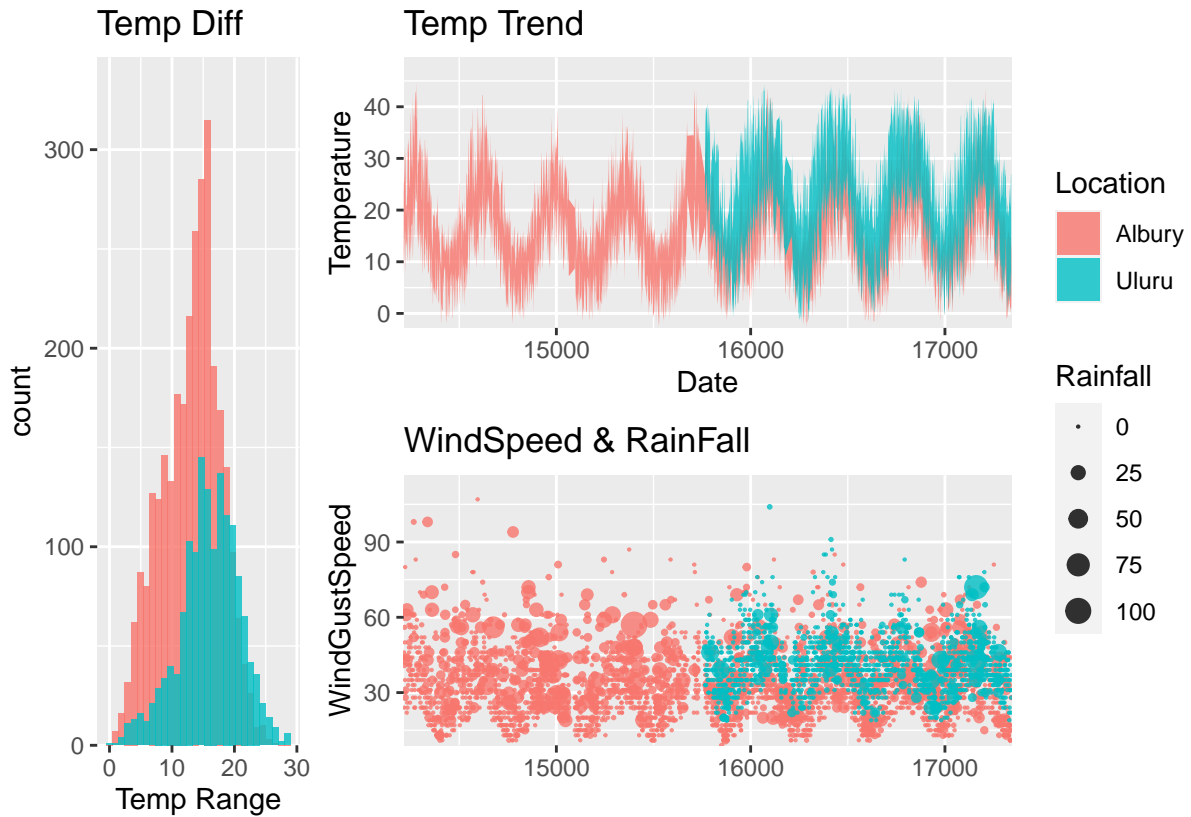 Temp Diff
count
300
200
100
0
0 10 20 30
Temp Range
Temp Trend
Temperature
40
30
20
10
0
15000 16000 17000
Date
WindSpeed & RainFall
WindGustSpeed
90
60
30
15000 16000 17000
Location
Albury
Uluru
Rainfall
0
25
50
75
100